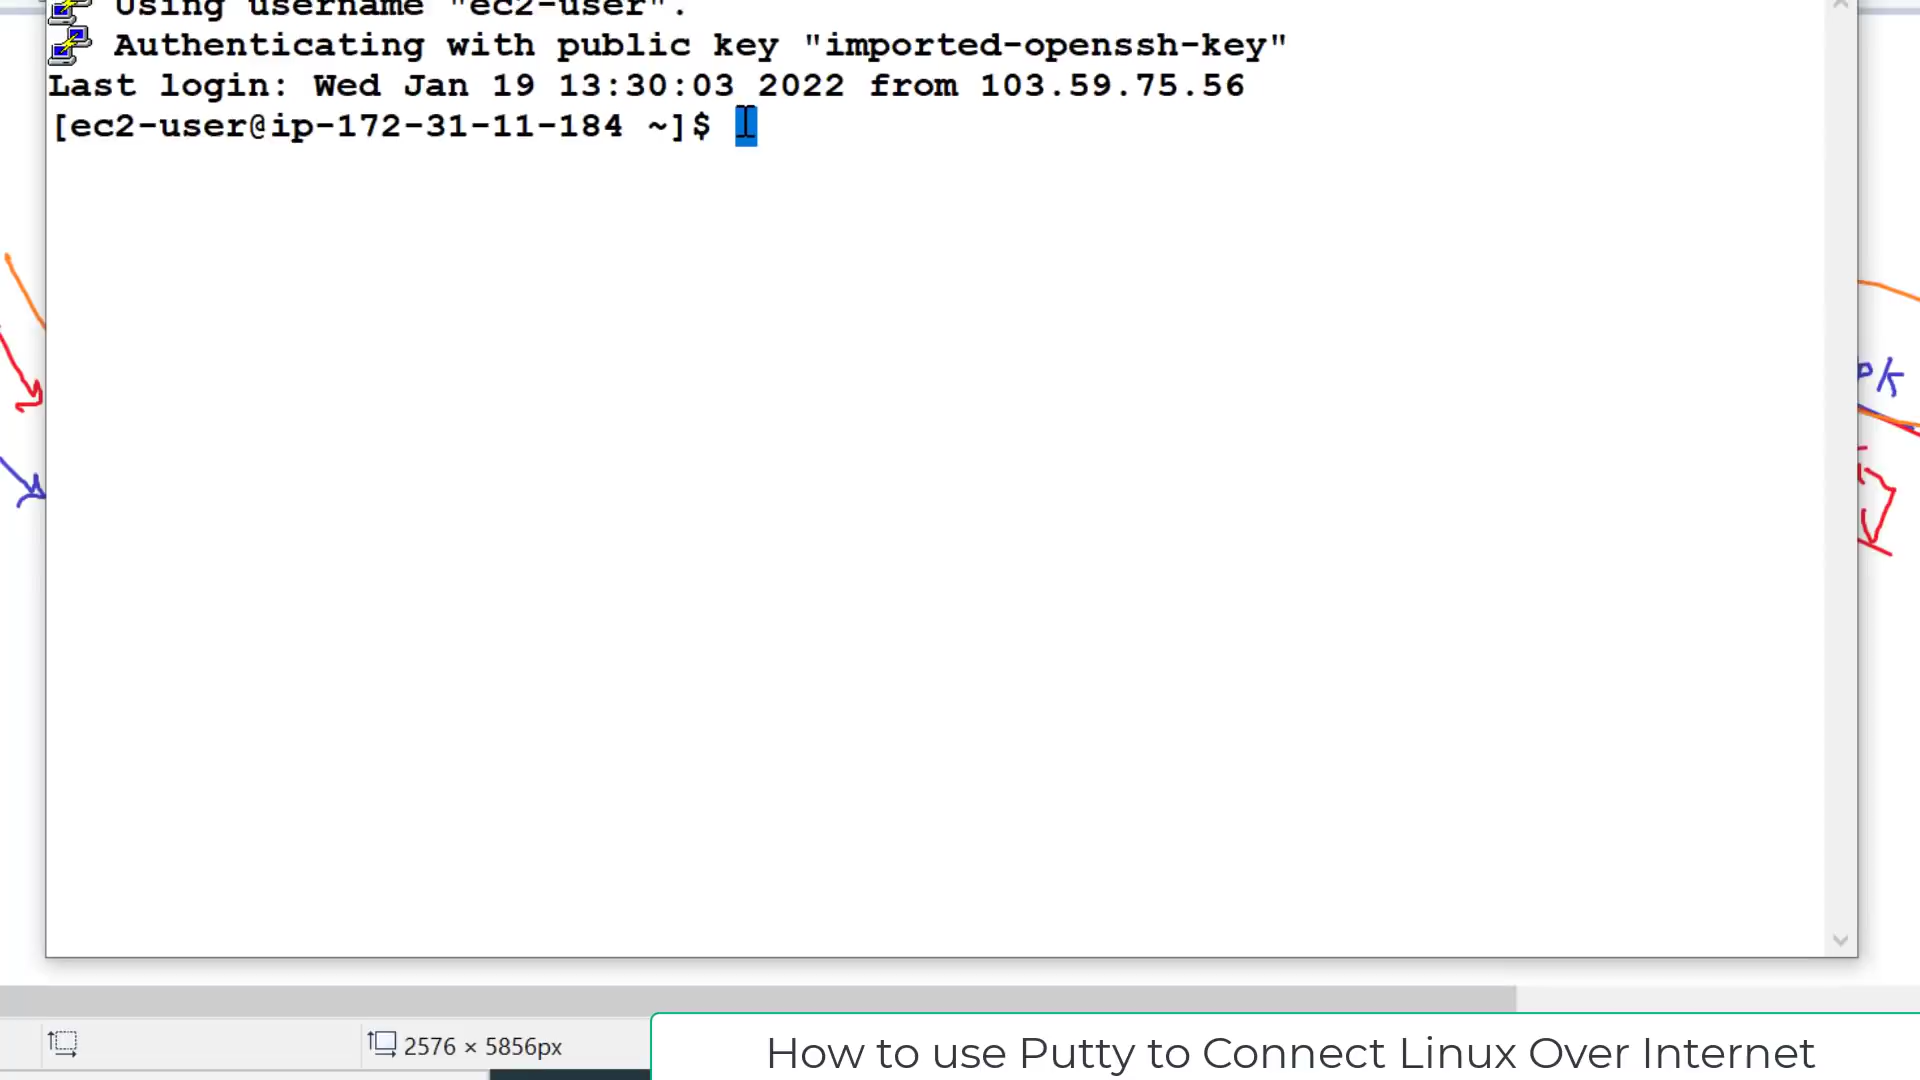 Using username "ec2-user".
Authenticating with public key "imported-openssh-key"
Last login: Wed Jan 19 13:30:03 2022 from 103.59.75.56
[ec2-user@ip-172-31-11-184 ~]$
PK
2576 × 5856px
How to use Putty to Connect Linux Over Internet